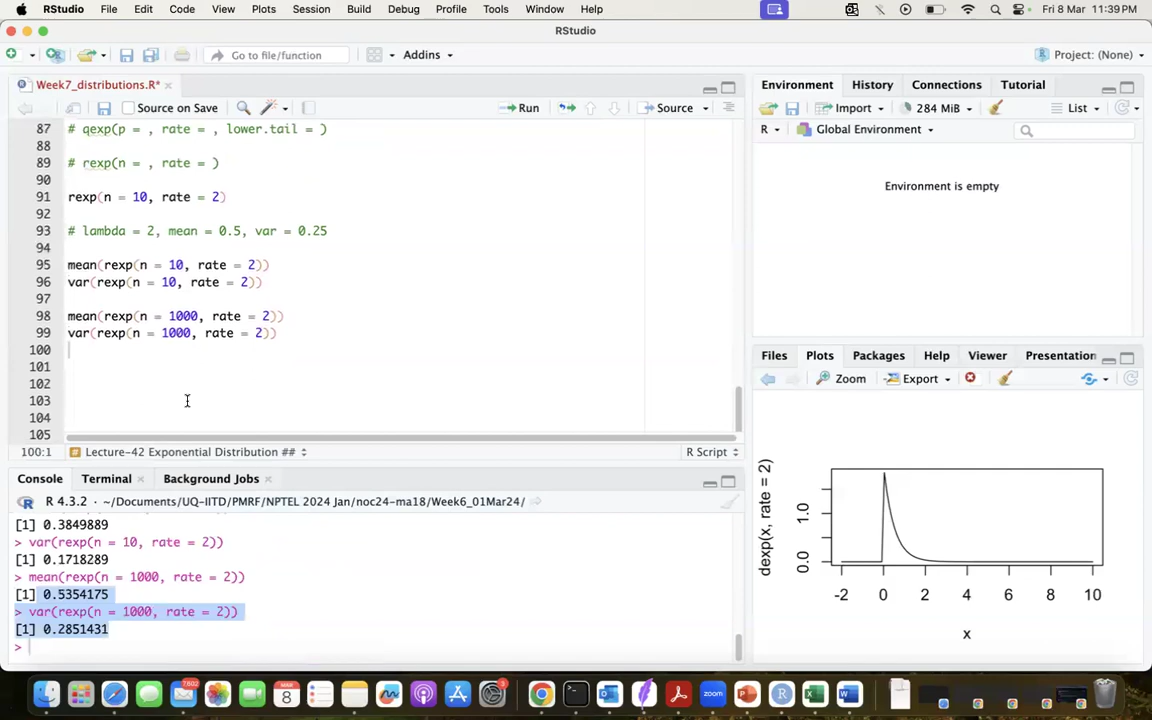 RStudio File Edit Code View Plots Session Build Debug Profile Tools Window Help Fri 8 Mar 11:39 PM
RStudio
Go to file/function Addins Project: (None)
Week7_distributions.R*
Source on Save Run Source
87 # qexp(p = , rate = , lower.tail = )
88
89 # rexp(n = , rate = )
90
91 rexp(n = 10, rate = 2)
92
93 # lambda = 2, mean = 0.5, var = 0.25
94
95 mean(rexp(n = 10, rate = 2))
96 var(rexp(n = 10, rate = 2))
97
98 mean(rexp(n = 1000, rate = 2))
99 var(rexp(n = 1000, rate = 2))
100
101
102
103
104
105
100:1 Lecture-42 Exponential Distribution ## R Script
Console Terminal Background Jobs
R 4.3.2 · ~/Documents/UQ-IITD/PMRF/NPTEL 2024 Jan/noc24-ma18/Week6_01Mar24/
[1] 0.3849889
> var(rexp(n = 10, rate = 2))
[1] 0.1718289
> mean(rexp(n = 1000, rate = 2))
[1] 0.5354175
> var(rexp(n = 1000, rate = 2))
[1] 0.2851431
>
Environment History Connections Tutorial
Import 284 MiB List
R Global Environment
Environment is empty
Files Plots Packages Help Viewer Presentation
Zoom Export
dexp(x, rate = 2)
1.0
0.0
-2 0 2 4 6 8 10
x
MAR
8
zoom